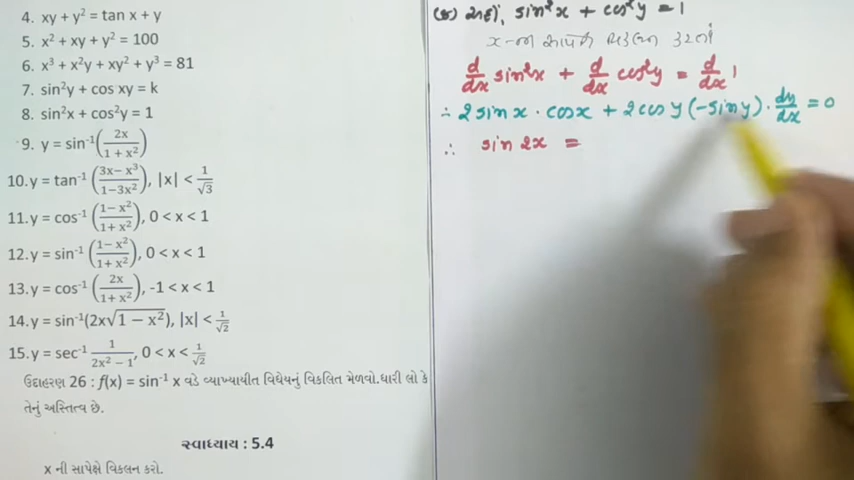 4. xy + y² = tan x + y
5. x² + xy + y² = 100
6. x³ + x²y + xy² + y³ = 81
7. sin²y + cos xy = k
8. sin²x + cos²y = 1
9. y = sin⁻¹(2x/(1 + x²))
10.y = tan⁻¹((3x− x³)/(1−3x²)), |x| < 1/√3
11.y = cos⁻¹((1− x²)/(1+ x²)), 0 < x < 1
12.y = sin⁻¹((1− x²)/(1+ x²)), 0 < x < 1
13.y = cos⁻¹(2x/(1+ x²)), -1 < x < 1
14.y = sin⁻¹(2x√(1 − x²)), |x| < 1/√2
15.y = sec⁻¹ 1/(2x² − 1), 0 < x < 1/√2
ઉદાહરણ 26 : f(x) = sin⁻¹ x વડે વ્યાખ્યાયીત વિધેયનું વિકલિત મેળવો.ધારી લો કે
તેનું અસ્તિત્વ છે.
સ્વાધ્યાય : 5.4
x ની સાપેક્ષે વિકલન કરો.
sin²x + cos²y = 1
d/dx sin²x + d/dx cos²y = d/dx 1
∴ 2 sin x · cos x + 2 cos y (−sin y) · dy/dx = 0
∴ sin 2x =